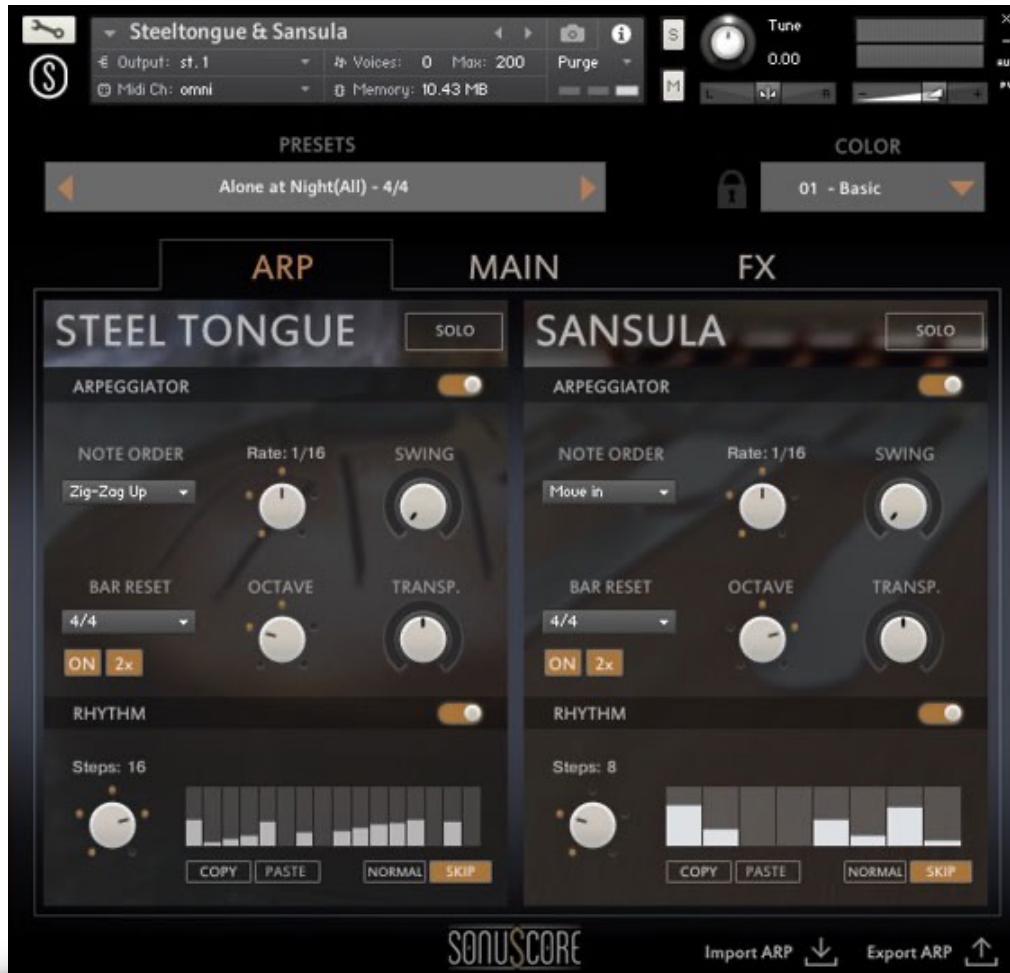 Steeltongue & Sansula
S
Tune
Output: st.1
Voices: 0 Max: 200
Purge
0.00
S
Midi Ch: omni
Memory: 10.43 MB
M
L R
- +
PRESETS
COLOR
Alone at Night(All) - 4/4
01 - Basic
ARP
MAIN
FX
STEEL TONGUE
SOLO
SANSULA
SOLO
ARPEGGIATOR
ARPEGGIATOR
NOTE ORDER
Rate: 1/16
SWING
NOTE ORDER
Rate: 1/16
SWING
Zig-Zag Up
Move in
BAR RESET
OCTAVE
TRANSP.
BAR RESET
OCTAVE
TRANSP.
4/4
4/4
ON 2x
ON 2x
RHYTHM
RHYTHM
Steps: 16
Steps: 8
COPY PASTE NORMAL SKIP
COPY PASTE NORMAL SKIP
SONUSCORE
Import ARP
Export ARP